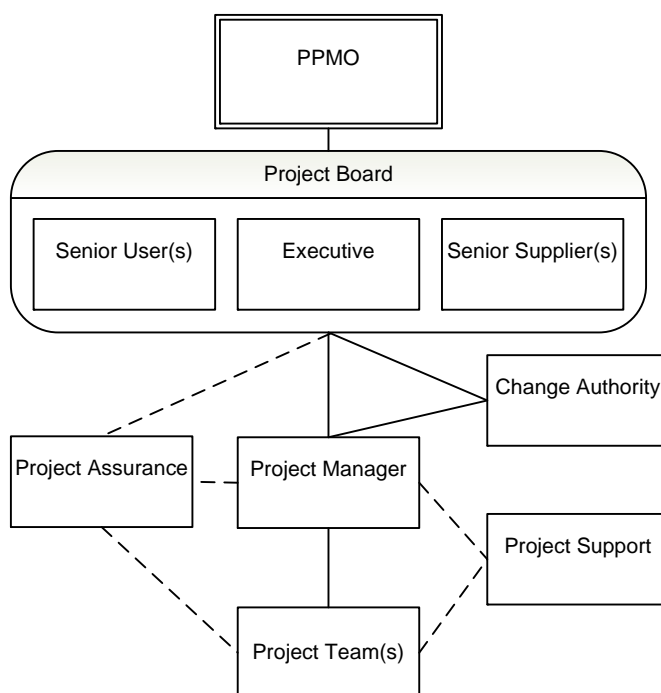 PPMO
Project Board
Senior User(s)
Executive
Senior Supplier(s)
Change Authority
Project Assurance
Project Manager
Project Support
Project Team(s)